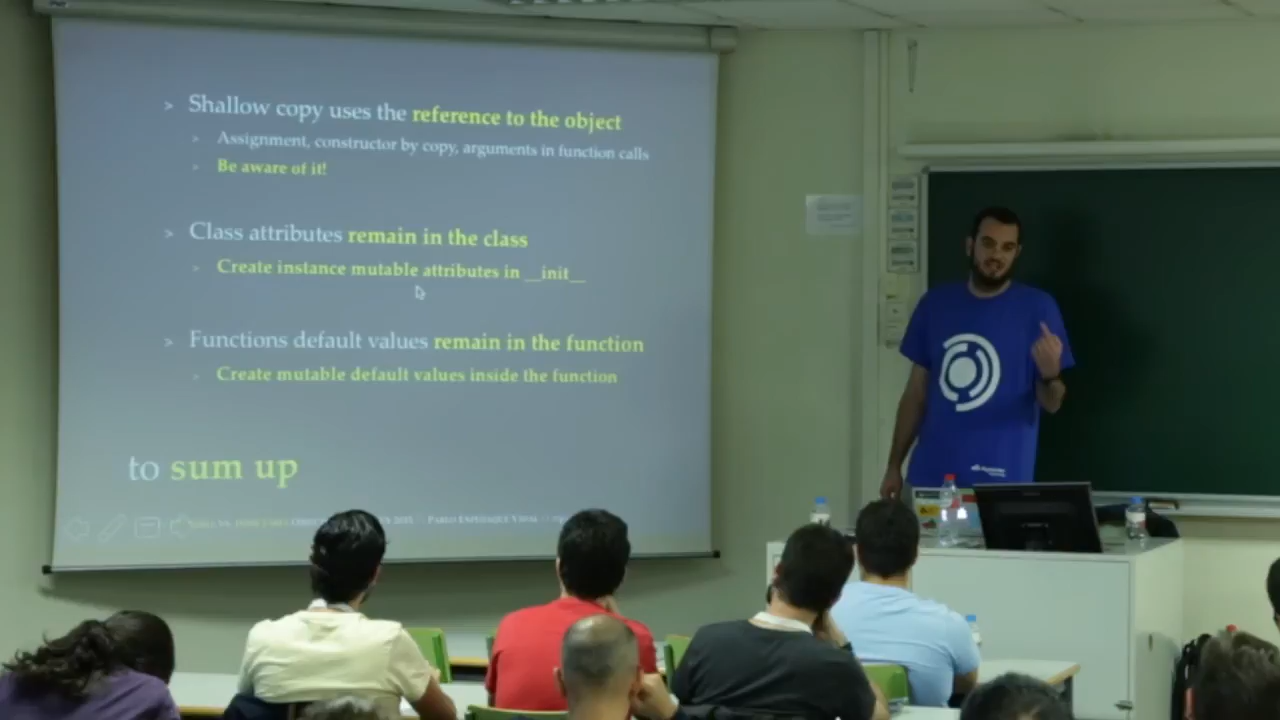 > Shallow copy uses the reference to the object
> Assignment, constructor by copy, arguments in function calls
> Be aware of it!
> Class attributes remain in the class
> Create instance mutable attributes in __init__
> Functions default values remain in the function
> Create mutable default values inside the function
to sum up